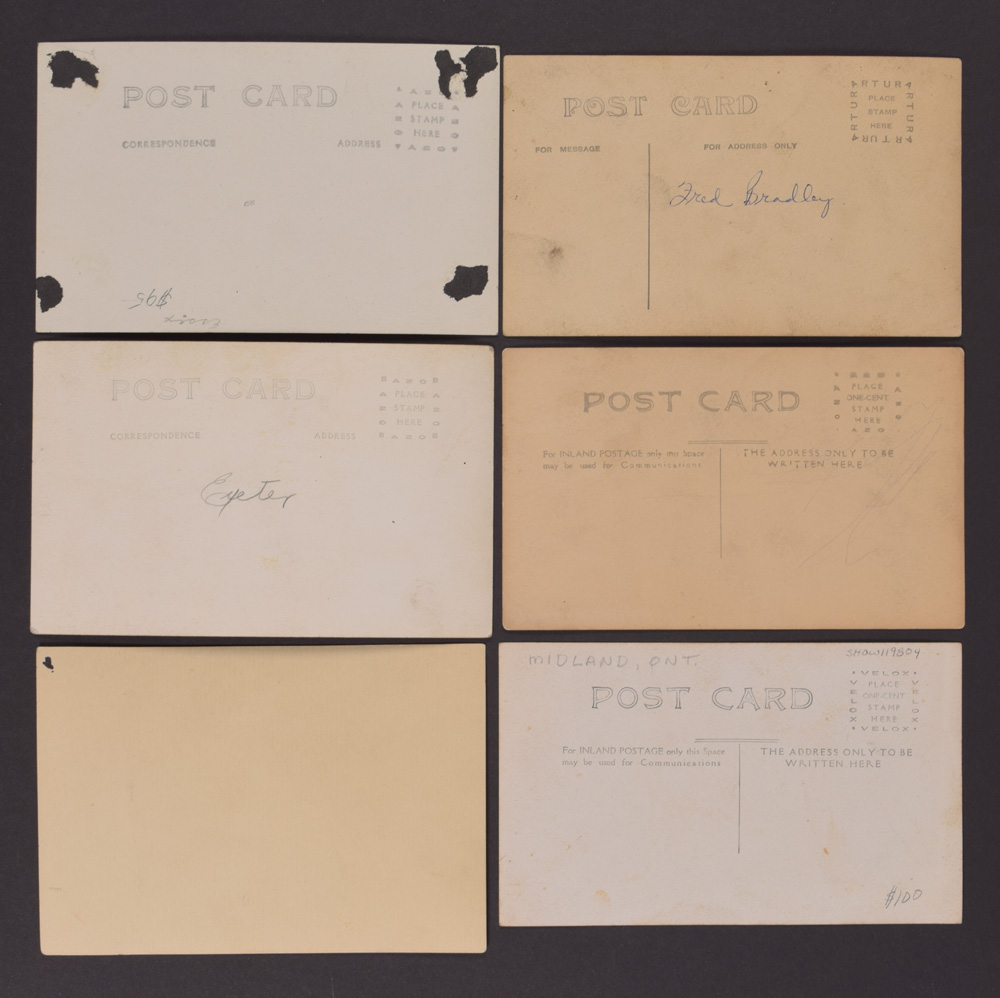 POST CARD
AZO
PLACE
STAMP
HERE
CORRESPONDENCE
ADDRESS
$95-
POST CARD
ARTURA
PLACE
STAMP
HERE
FOR MESSAGE
FOR ADDRESS ONLY
Fred Bradley
POST CARD
AZO
PLACE
STAMP
HERE
CORRESPONDENCE
ADDRESS
Exeter
POST CARD
PLACE
ONE-CENT
STAMP
HERE
For INLAND POSTAGE only this Space
may be used for Communications
THE ADDRESS ONLY TO BE
WRITTEN HERE
MIDLAND, ONT.
SHOW119804
POST CARD
VELOX
PLACE
ONE-CENT
STAMP
HERE
VELOX
For INLAND POSTAGE only this Space
may be used for Communications
THE ADDRESS ONLY TO BE
WRITTEN HERE
$100